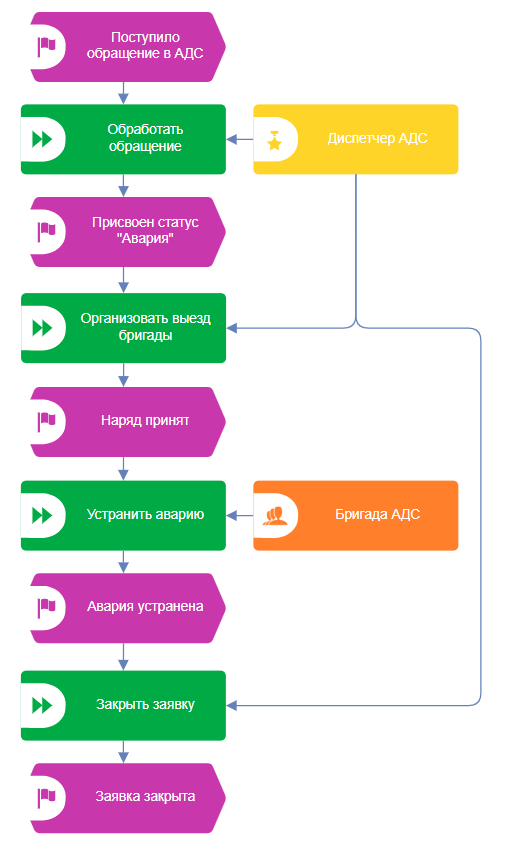 Поступило
обращение в АДС
Обработать
обращение
Диспетчер АДС
Присвоен статус
"Авария"
Организовать выезд
бригады
Наряд принят
Устранить аварию
Бригада АДС
Авария устранена
Закрыть заявку
Заявка закрыта